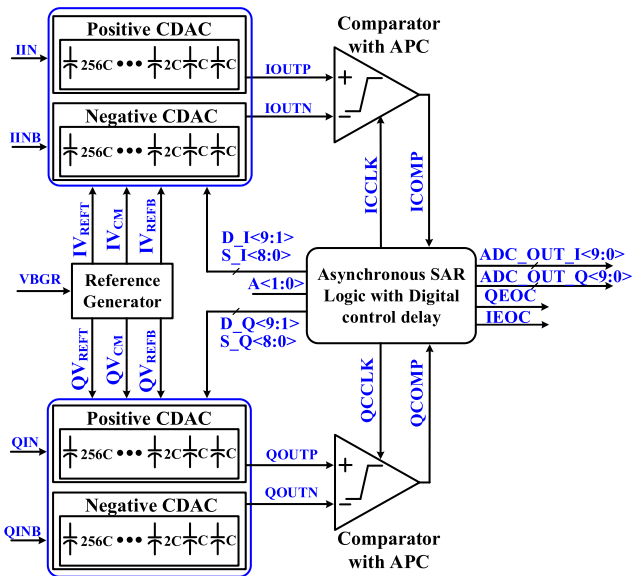 Positive CDAC
256C ••• 2C C C
Negative CDAC
256C ••• 2C C C
IIN
IINB
IOUTP
IOUTN
Comparator
with APC
ICCLK
ICOMP
IVREFT
IVCM
IVREFB
D_I<9:1>
S_I<8:0>
A<1:0>
D_Q<9:1>
S_Q<8:0>
VBGR
Reference
Generator
Asynchronous SAR
Logic with Digital
control delay
ADC_OUT_I<9:0>
ADC_OUT_Q<9:0>
QEOC
IEOC
QVREFT
QVCM
QVREFB
QCCLK
QCOMP
Positive CDAC
256C ••• 2C C C
Negative CDAC
256C ••• 2C C C
QIN
QINB
QOUTP
QOUTN
Comparator
with APC